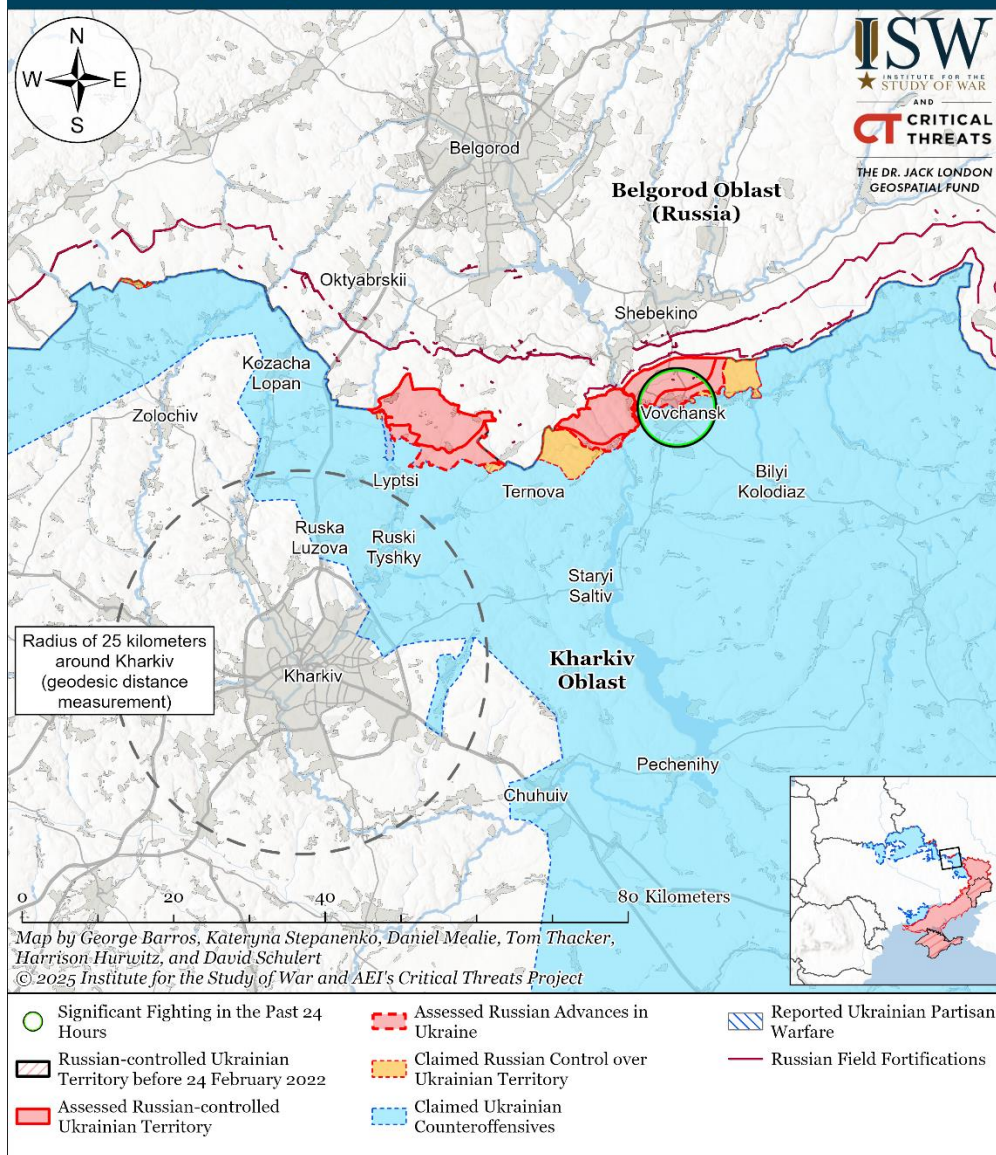 N
W E
S
ISW
INSTITUTE FOR THE
STUDY OF WAR
AND
CT CRITICAL
THREATS
THE DR. JACK LONDON
GEOSPATIAL FUND
Belgorod
Belgorod Oblast
(Russia)
Oktyabrskii
Shebekino
Kozacha
Lopan
Zolochiv
Vovchansk
Lyptsi
Ternova
Bilyi
Kolodiaz
Ruska
Luzova
Ruski
Tyshky
Staryi
Saltiv
Radius of 25 kilometers
around Kharkiv
(geodesic distance
measurement)
Kharkiv
Kharkiv
Oblast
Pechenihy
Chuhuiv
0 20 40 80 Kilometers
Map by George Barros, Kateryna Stepanenko, Daniel Mealie, Tom Thacker,
Harrison Hurwitz, and David Schulert
© 2025 Institute for the Study of War and AEI's Critical Threats Project
Significant Fighting in the Past 24
Hours
Russian-controlled Ukrainian
Territory before 24 February 2022
Assessed Russian-controlled
Ukrainian Territory
Assessed Russian Advances in
Ukraine
Claimed Russian Control over
Ukrainian Territory
Claimed Ukrainian
Counteroffensives
Reported Ukrainian Partisan
Warfare
Russian Field Fortifications